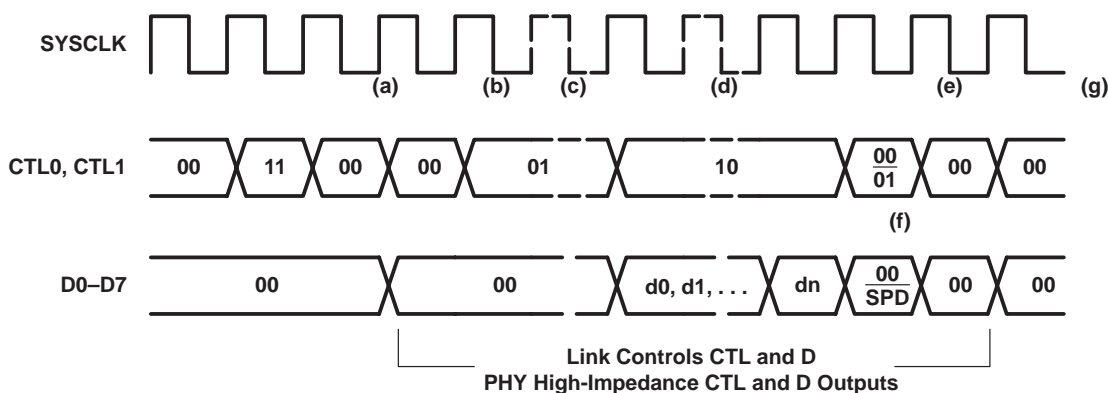 SYSCLK
(a) (b) (c) (d) (e) (g)
CTL0, CTL1 00 11 00 00 01 10 00 00 00
01
(f)
D0–D7 00 00 d0, d1, . . . dn 00 00 00
SPD
Link Controls CTL and D
PHY High-Impedance CTL and D Outputs